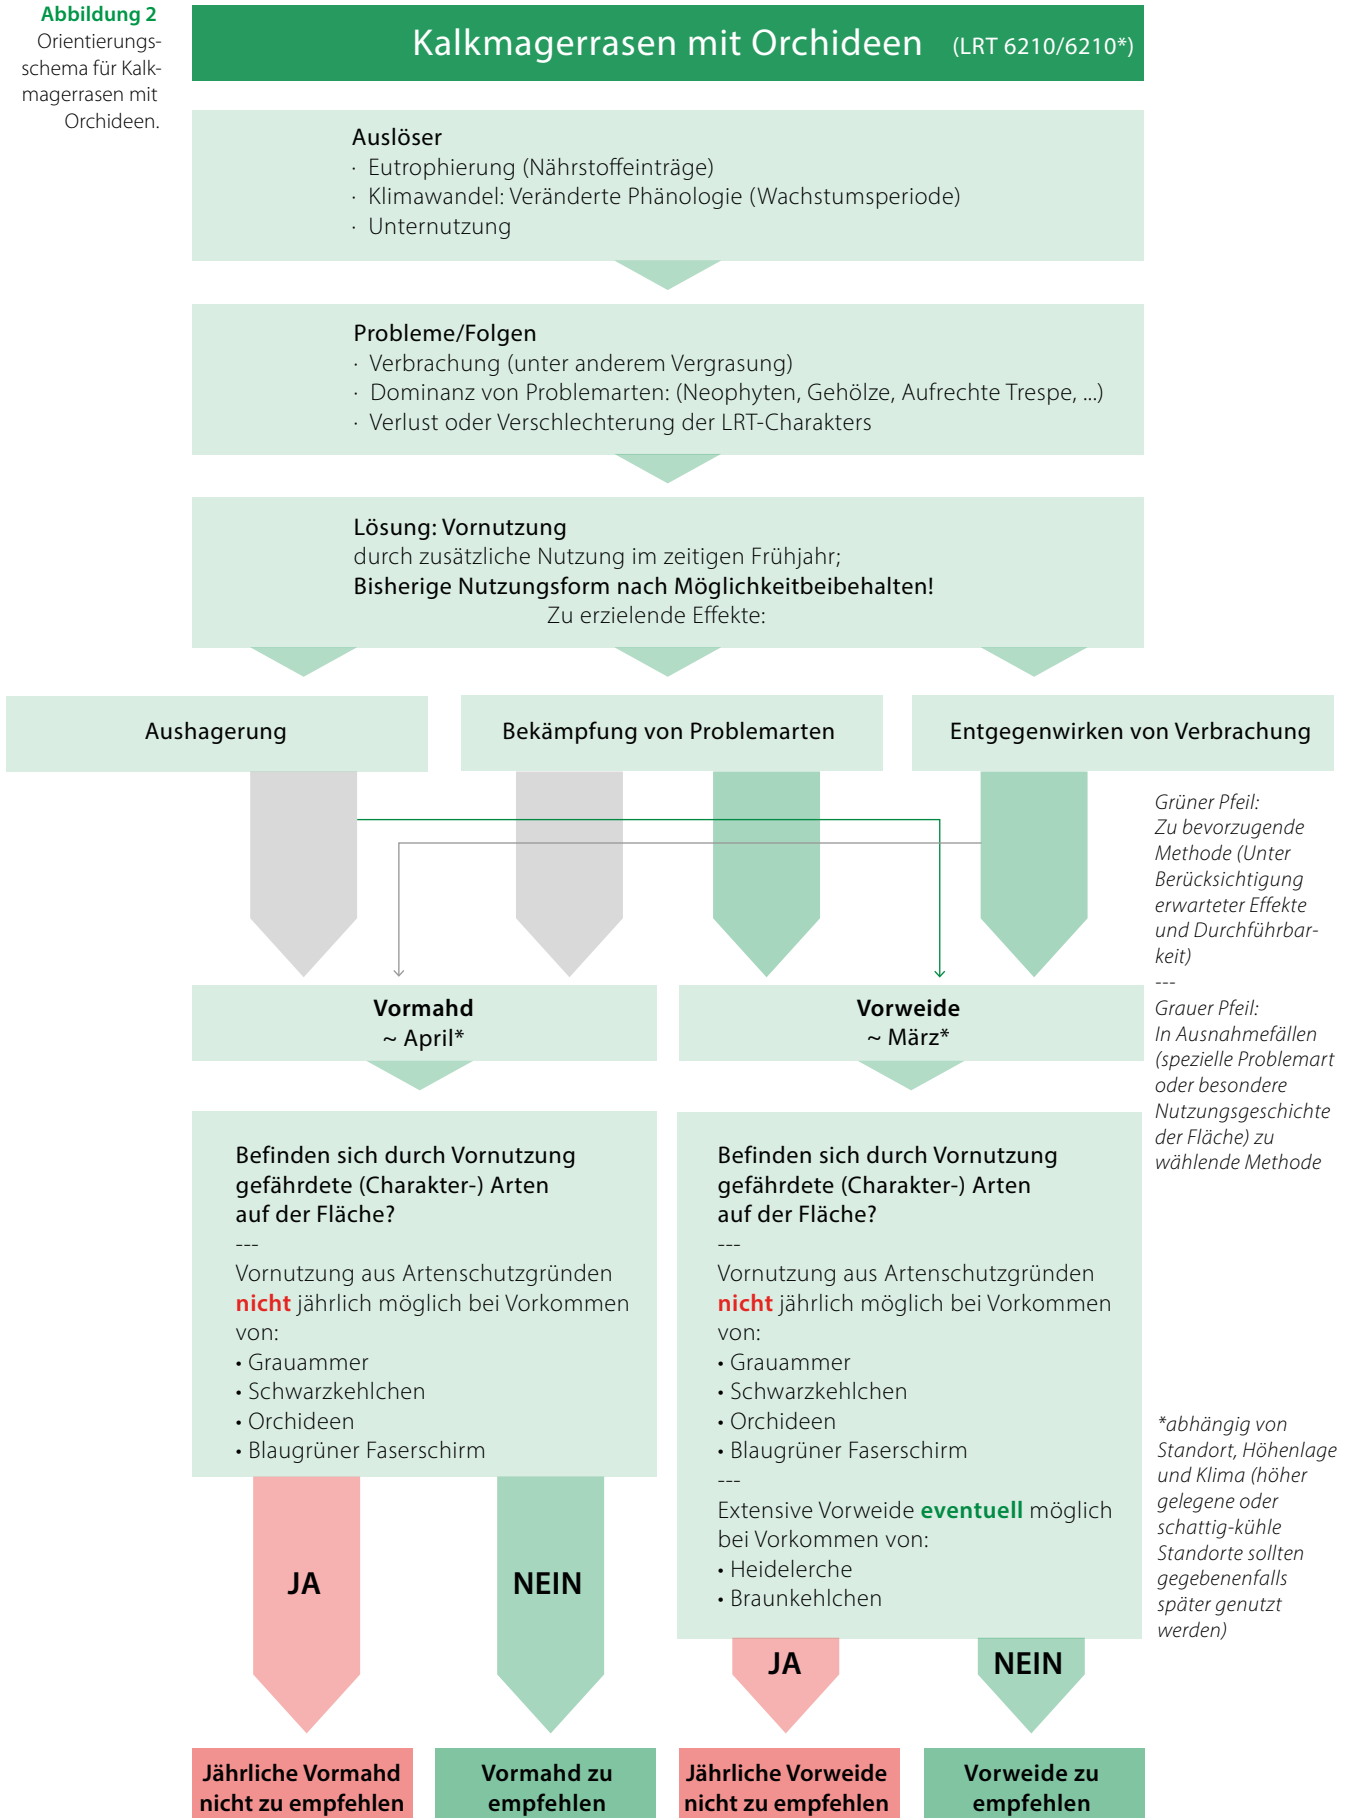 Abbildung 2
Orientierungs-
schema für Kalk-
magerrasen mit
Orchideen.
Kalkmagerrasen mit Orchideen (LRT 6210/6210*)
Auslöser
· Eutrophierung (Nährstoffeinträge)
· Klimawandel: Veränderte Phänologie (Wachstumsperiode)
· Unternutzung
Probleme/Folgen
· Verbrachung (unter anderem Vergrasung)
· Dominanz von Problemarten: (Neophyten, Gehölze, Aufrechte Trespe, ...)
· Verlust oder Verschlechterung der LRT-Charakters
Lösung: Vornutzung
durch zusätzliche Nutzung im zeitigen Frühjahr;
Bisherige Nutzungsform nach Möglichkeitbeibehalten!
Zu erzielende Effekte:
Aushagerung
Bekämpfung von Problemarten
Entgegenwirken von Verbrachung
Grüner Pfeil:
Zu bevorzugende
Methode (Unter
Berücksichtigung
erwarteter Effekte
und Durchführbar-
keit)
---
Grauer Pfeil:
In Ausnahmefällen
(spezielle Problemart
oder besondere
Nutzungsgeschichte
der Fläche) zu
wählende Methode
Vormahd
~ April*
Vorweide
~ März*
Befinden sich durch Vornutzung
gefährdete (Charakter-) Arten
auf der Fläche?
---
Vornutzung aus Artenschutzgründen
nicht jährlich möglich bei Vorkommen
von:
• Grauammer
• Schwarzkehlchen
• Orchideen
• Blaugrüner Faserschirm
JA
NEIN
Befinden sich durch Vornutzung
gefährdete (Charakter-) Arten
auf der Fläche?
---
Vornutzung aus Artenschutzgründen
nicht jährlich möglich bei Vorkommen
von:
• Grauammer
• Schwarzkehlchen
• Orchideen
• Blaugrüner Faserschirm
---
Extensive Vorweide eventuell möglich
bei Vorkommen von:
• Heidelerche
• Braunkehlchen
JA
NEIN
*abhängig von
Standort, Höhenlage
und Klima (höher
gelegene oder
schattig-kühle
Standorte sollten
gegebenenfalls
später genutzt
werden)
Jährliche Vormahd
nicht zu empfehlen
Vormahd zu
empfehlen
Jährliche Vorweide
nicht zu empfehlen
Vorweide zu
empfehlen